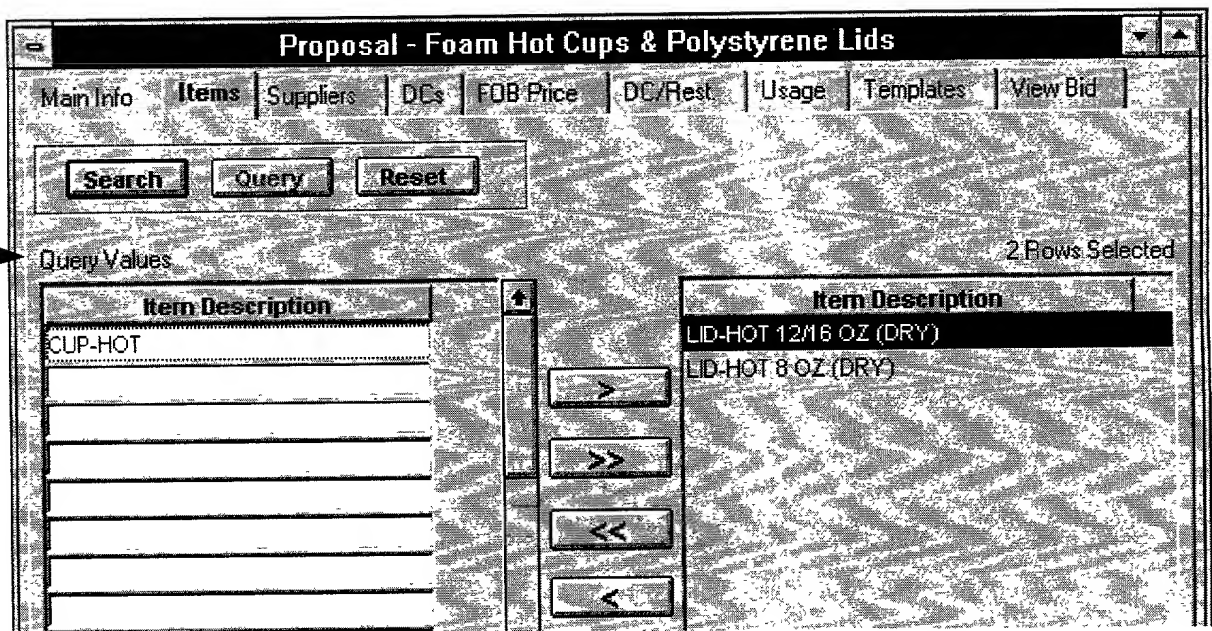 Proposal - Foam Hot Cups & Polystyrene Lids
Main Info Items Suppliers DCs FOB Price DC/Rest. Usage Templates View Bid
Search Query Reset
Query Values
2 Rows Selected
Item Description
Item Description
CUP-HOT
LID-HOT 12/16 OZ (DRY)
LID-HOT 8 OZ (DRY)
>
>>
<<
<